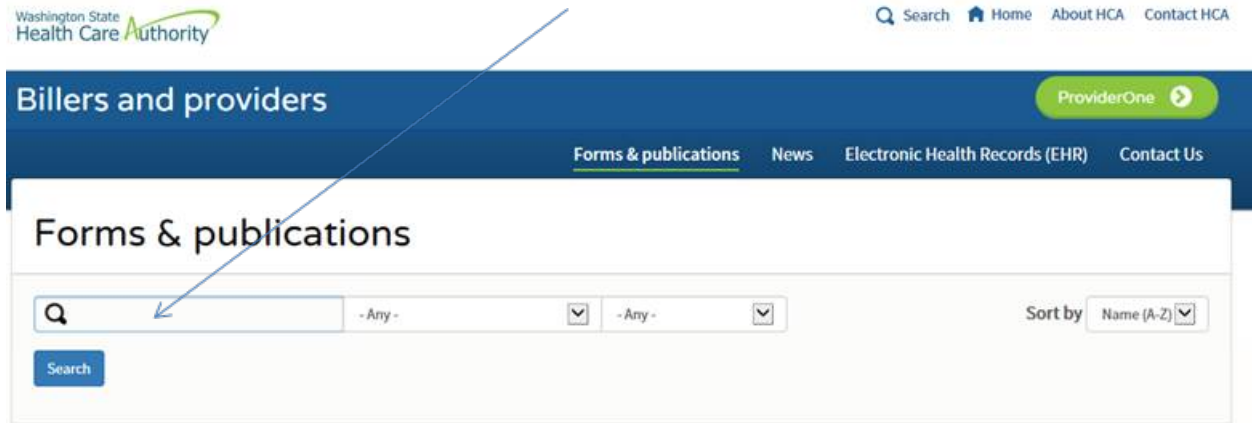 Washington State
Health Care Authority
Search Home About HCA Contact HCA
Billers and providers
ProviderOne
Forms & publications News Electronic Health Records (EHR) Contact Us
Forms & publications
- Any - - Any - Sort by Name (A-Z)
Search